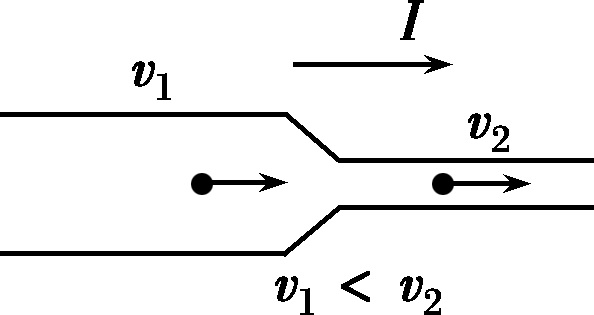 I
v₁
v₂
v₁ < v₂